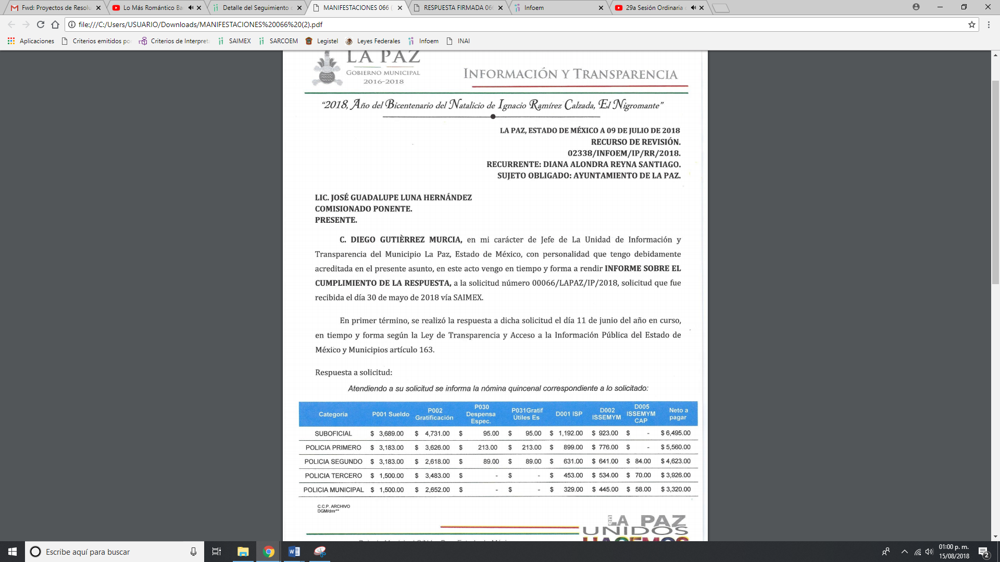 Fwd: Proyectos de Resolu
Lo Más Romántico Ba
Detalle del Seguimiento
MANIFESTACIONES 066 (
RESPUESTA FIRMADA 06
Infoem
29a Sesión Ordinaria
file:///C:/Users/USUARIO/Downloads/MANIFESTACIONES%20066%20(2).pdf
Aplicaciones
Criterios emitidos po
Criterios de Interpret
SAIMEX
SARCOEM
Legistel
Leyes Federales
Infoem
INAI
LA PAZ
GOBIERNO MUNICIPAL
2016-2018
INFORMACIÓN Y TRANSPARENCIA
"2018, Año del Bicentenario del Natalicio de Ignacio Ramírez Calzada, El Nigromante"
LA PAZ, ESTADO DE MÉXICO A 09 DE JULIO DE 2018
RECURSO DE REVISIÓN.
02338/INFOEM/IP/RR/2018.
RECURRENTE: DIANA ALONDRA REYNA SANTIAGO.
SUJETO OBLIGADO: AYUNTAMIENTO DE LA PAZ.
LIC. JOSÉ GUADALUPE LUNA HERNÁNDEZ
COMISIONADO PONENTE.
PRESENTE.
C. DIEGO GUTIÈRREZ MURCIA, en mi carácter de Jefe de La Unidad de Información y
Transparencia del Municipio La Paz, Estado de México, con personalidad que tengo debidamente
acreditada en el presente asunto, en este acto vengo en tiempo y forma a rendir INFORME SOBRE EL
CUMPLIMIENTO DE LA RESPUESTA, a la solicitud número 00066/LAPAZ/IP/2018, solicitud que fue
recibida el día 30 de mayo de 2018 vía SAIMEX.
En primer término, se realizó la respuesta a dicha solicitud el día 11 de junio del año en curso,
en tiempo y forma según la Ley de Transparencia y Acceso a la Información Pública del Estado de
México y Municipios artículo 163.
Respuesta a solicitud:
Atendiendo a su solicitud se informa la nómina quincenal correspondiente a lo solicitado:
Categoría P001 Sueldo P002 Gratificación P030 Despensa Espec. P031Gratif Útiles Es D001 ISP D002 ISSEMYM D005 ISSEMYM CAP Neto a pagar
SUBOFICIAL $ 3,689.00 $ 4,731.00 $ 95.00 $ 95.00 $ 1,192.00 $ 923.00 $ - $ 6,495.00
POLICIA PRIMERO $ 3,183.00 $ 3,626.00 $ 213.00 $ 213.00 $ 899.00 $ 776.00 $ - $ 5,560.00
POLICIA SEGUNDO $ 3,183.00 $ 2,618.00 $ 89.00 $ 89.00 $ 631.00 $ 641.00 $ 84.00 $ 4,623.00
POLICIA TERCERO $ 1,500.00 $ 3,483.00 $ - $ - $ 453.00 $ 534.00 $ 70.00 $ 3,926.00
POLICIA MUNICIPAL $ 1,500.00 $ 2,652.00 $ - $ - $ 329.00 $ 445.00 $ 58.00 $ 3,320.00
C.C.P. ARCHIVO
DGM/dmr**
en LA PAZ
UNIDOS
HACEMOS
Escribe aquí para buscar
01:00 p. m.
15/08/2018
2